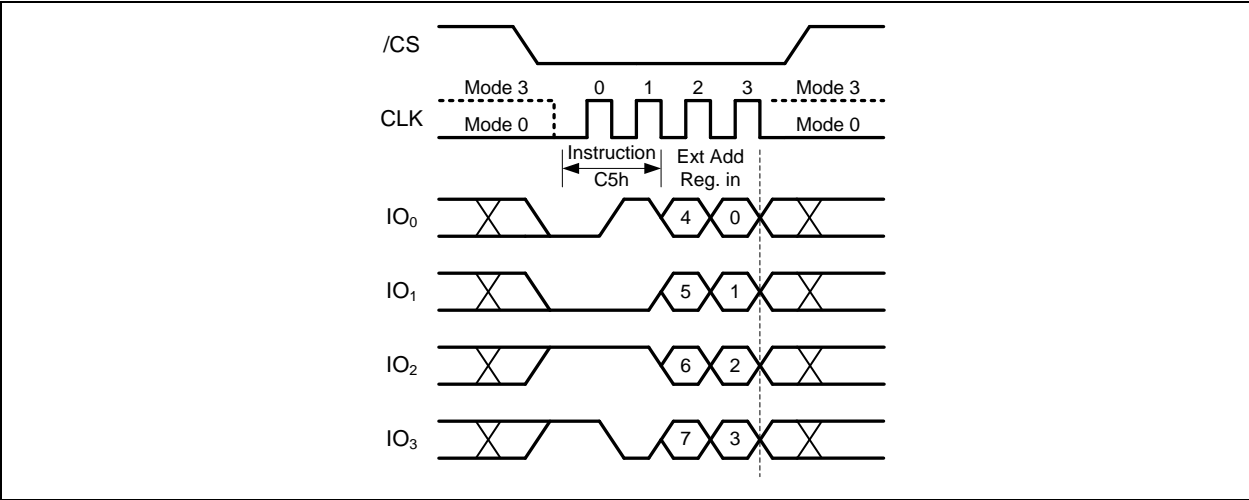 /CS
Mode 3 0 1 2 3 Mode 3
CLK Mode 0 Mode 0
Instruction Ext Add
C5h Reg. in
IO₀ 4 0
IO₁ 5 1
IO₂ 6 2
IO₃ 7 3